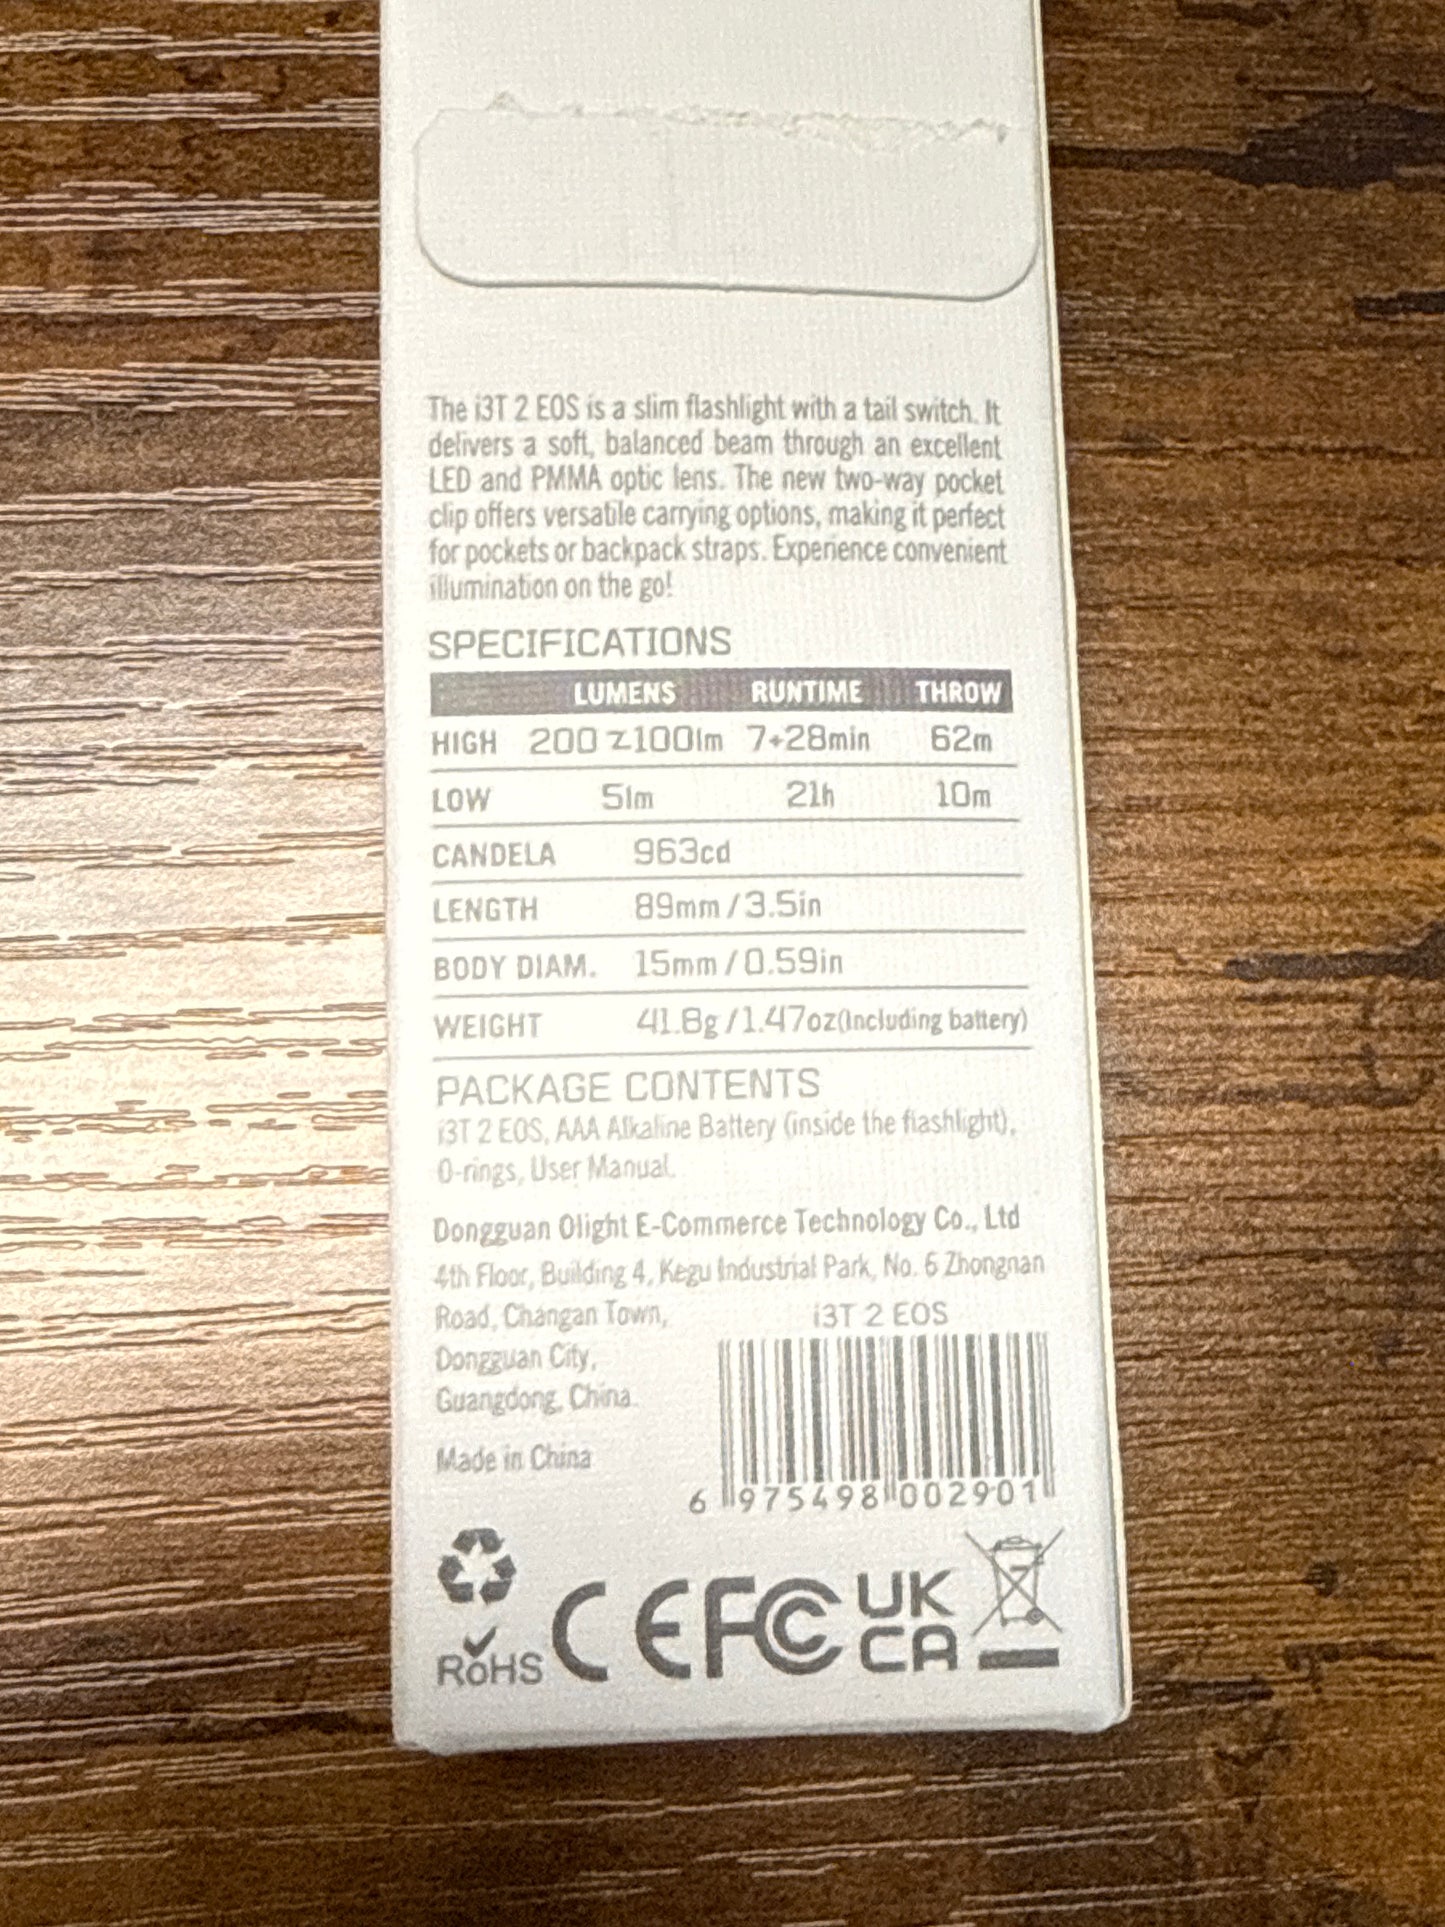 The i3T 2 EOS is a slim flashlight with a tail switch. It
delivers a soft, balanced beam through an excellent
LED and PMMA optic lens. The new two-way pocket
clip offers versatile carrying options, making it perfect
for pockets or backpack straps. Experience convenient
illumination on the go!
SPECIFICATIONS
LUMENS RUNTIME THROW
HIGH 200 Z100lm 7+28min 62m
LOW 5lm 21h 10m
CANDELA 963cd
LENGTH 89mm / 3.5in
BODY DIAM. 15mm / 0.59in
WEIGHT 41.8g /1.47oz(Including battery)
PACKAGE CONTENTS
i3T 2 EOS, AAA Alkaline Battery (inside the flashlight),
O-rings, User Manual.
Dongguan Olight E-Commerce Technology Co., Ltd
4th Floor, Building 4, Kegu Industrial Park, No. 6 Zhongnan
Road, Changan Town,
Dongguan City,
Guangdong, China.
Made in China
i3T 2 EOS
6 975498 002901
RoHS CE FC UK CA